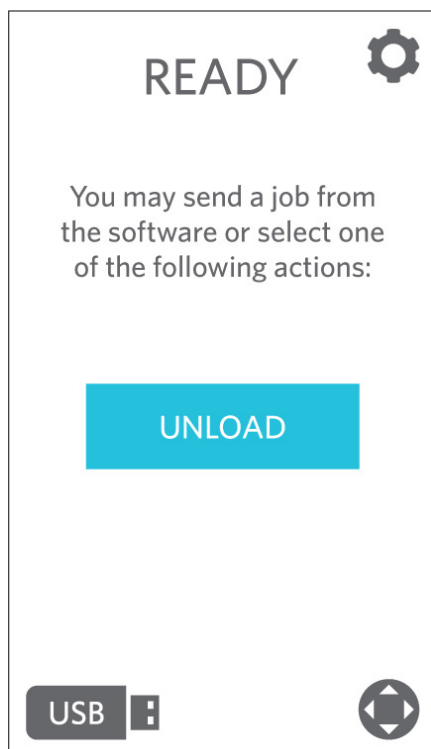 READY
You may send a job from
the software or select one
of the following actions:
UNLOAD
USB